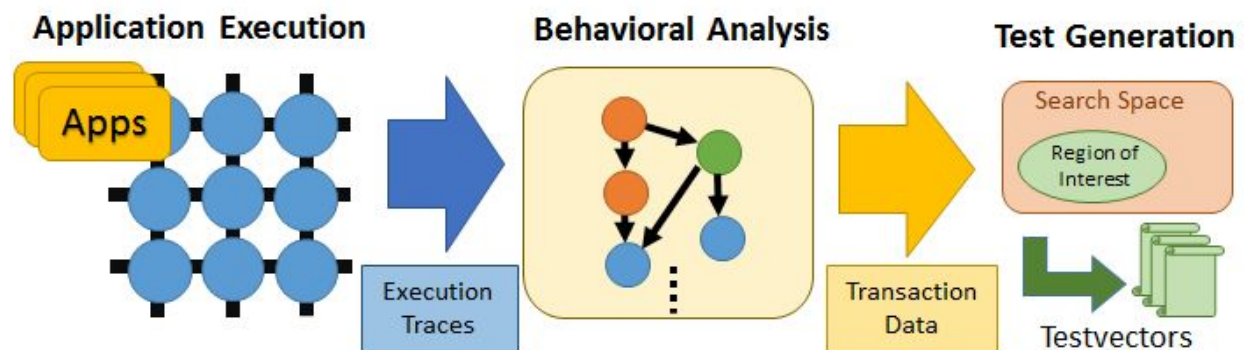 Application Execution
Behavioral Analysis
Test Generation
Apps
Search Space
Region of
Interest
Execution
Traces
Transaction
Data
Testvectors